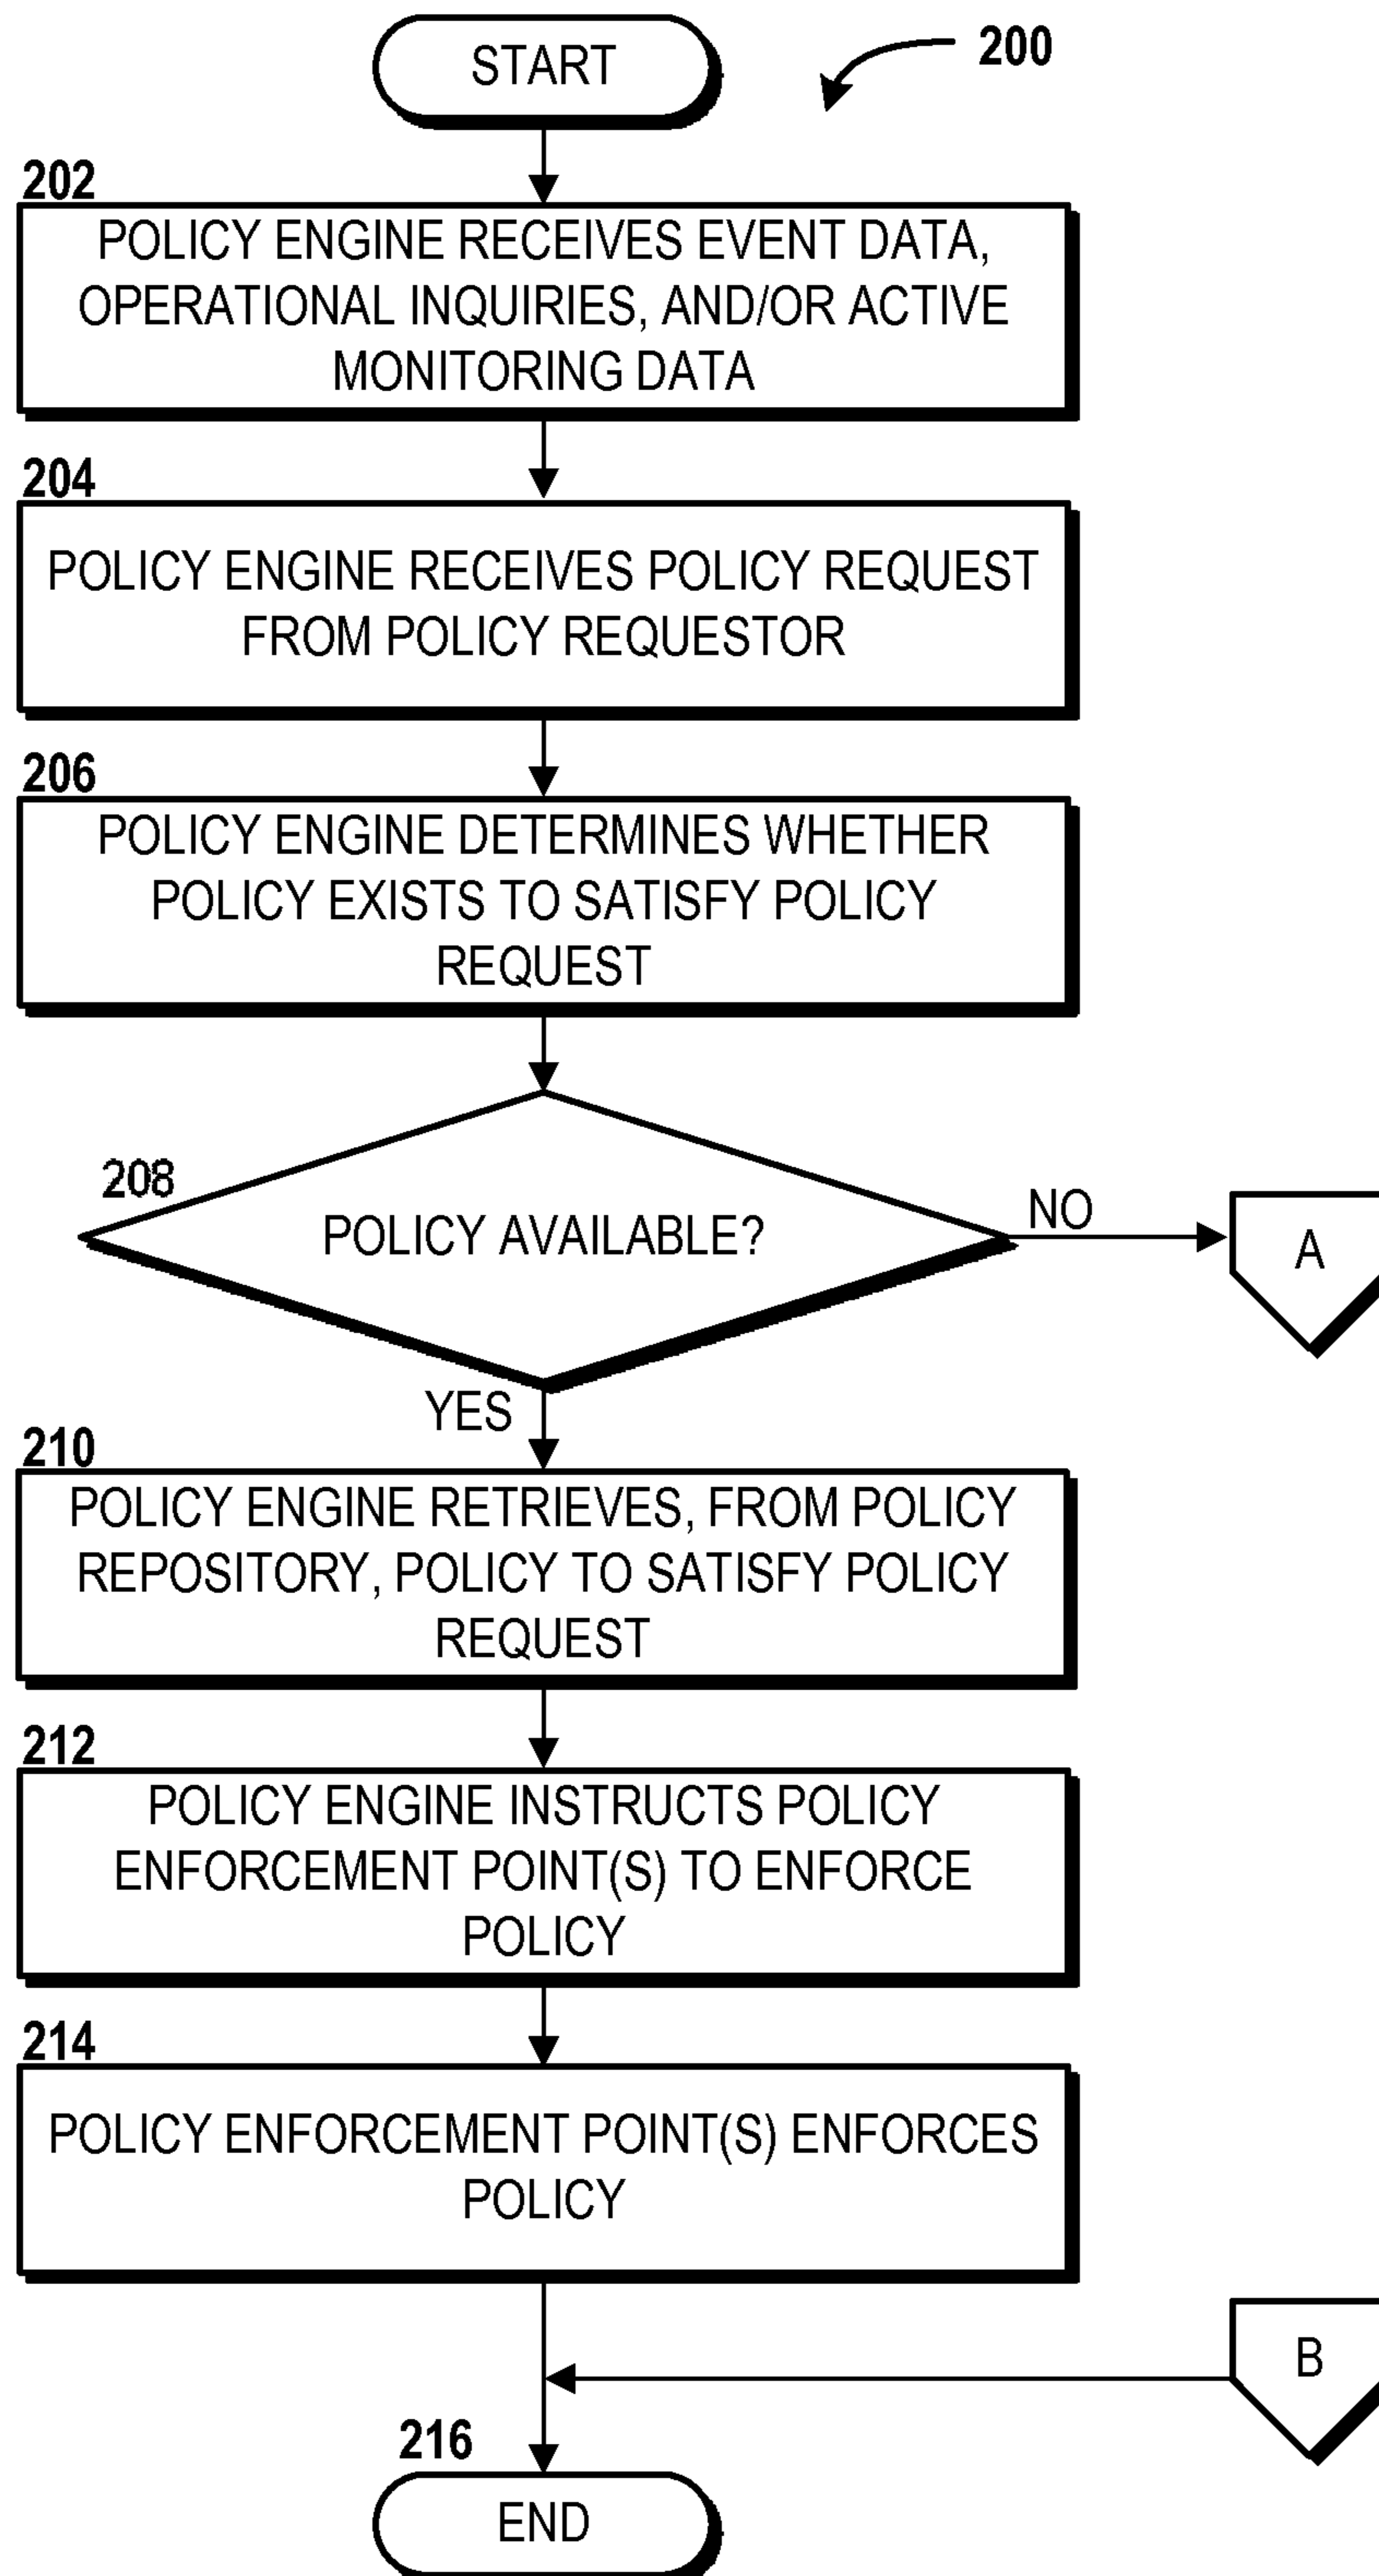 START
200
202
POLICY ENGINE RECEIVES EVENT DATA,
OPERATIONAL INQUIRIES, AND/OR ACTIVE
MONITORING DATA
204
POLICY ENGINE RECEIVES POLICY REQUEST
FROM POLICY REQUESTOR
206
POLICY ENGINE DETERMINES WHETHER
POLICY EXISTS TO SATISFY POLICY
REQUEST
208
POLICY AVAILABLE?
NO
A
YES
210
POLICY ENGINE RETRIEVES, FROM POLICY
REPOSITORY, POLICY TO SATISFY POLICY
REQUEST
212
POLICY ENGINE INSTRUCTS POLICY
ENFORCEMENT POINT(S) TO ENFORCE
POLICY
214
POLICY ENFORCEMENT POINT(S) ENFORCES
POLICY
B
216
END